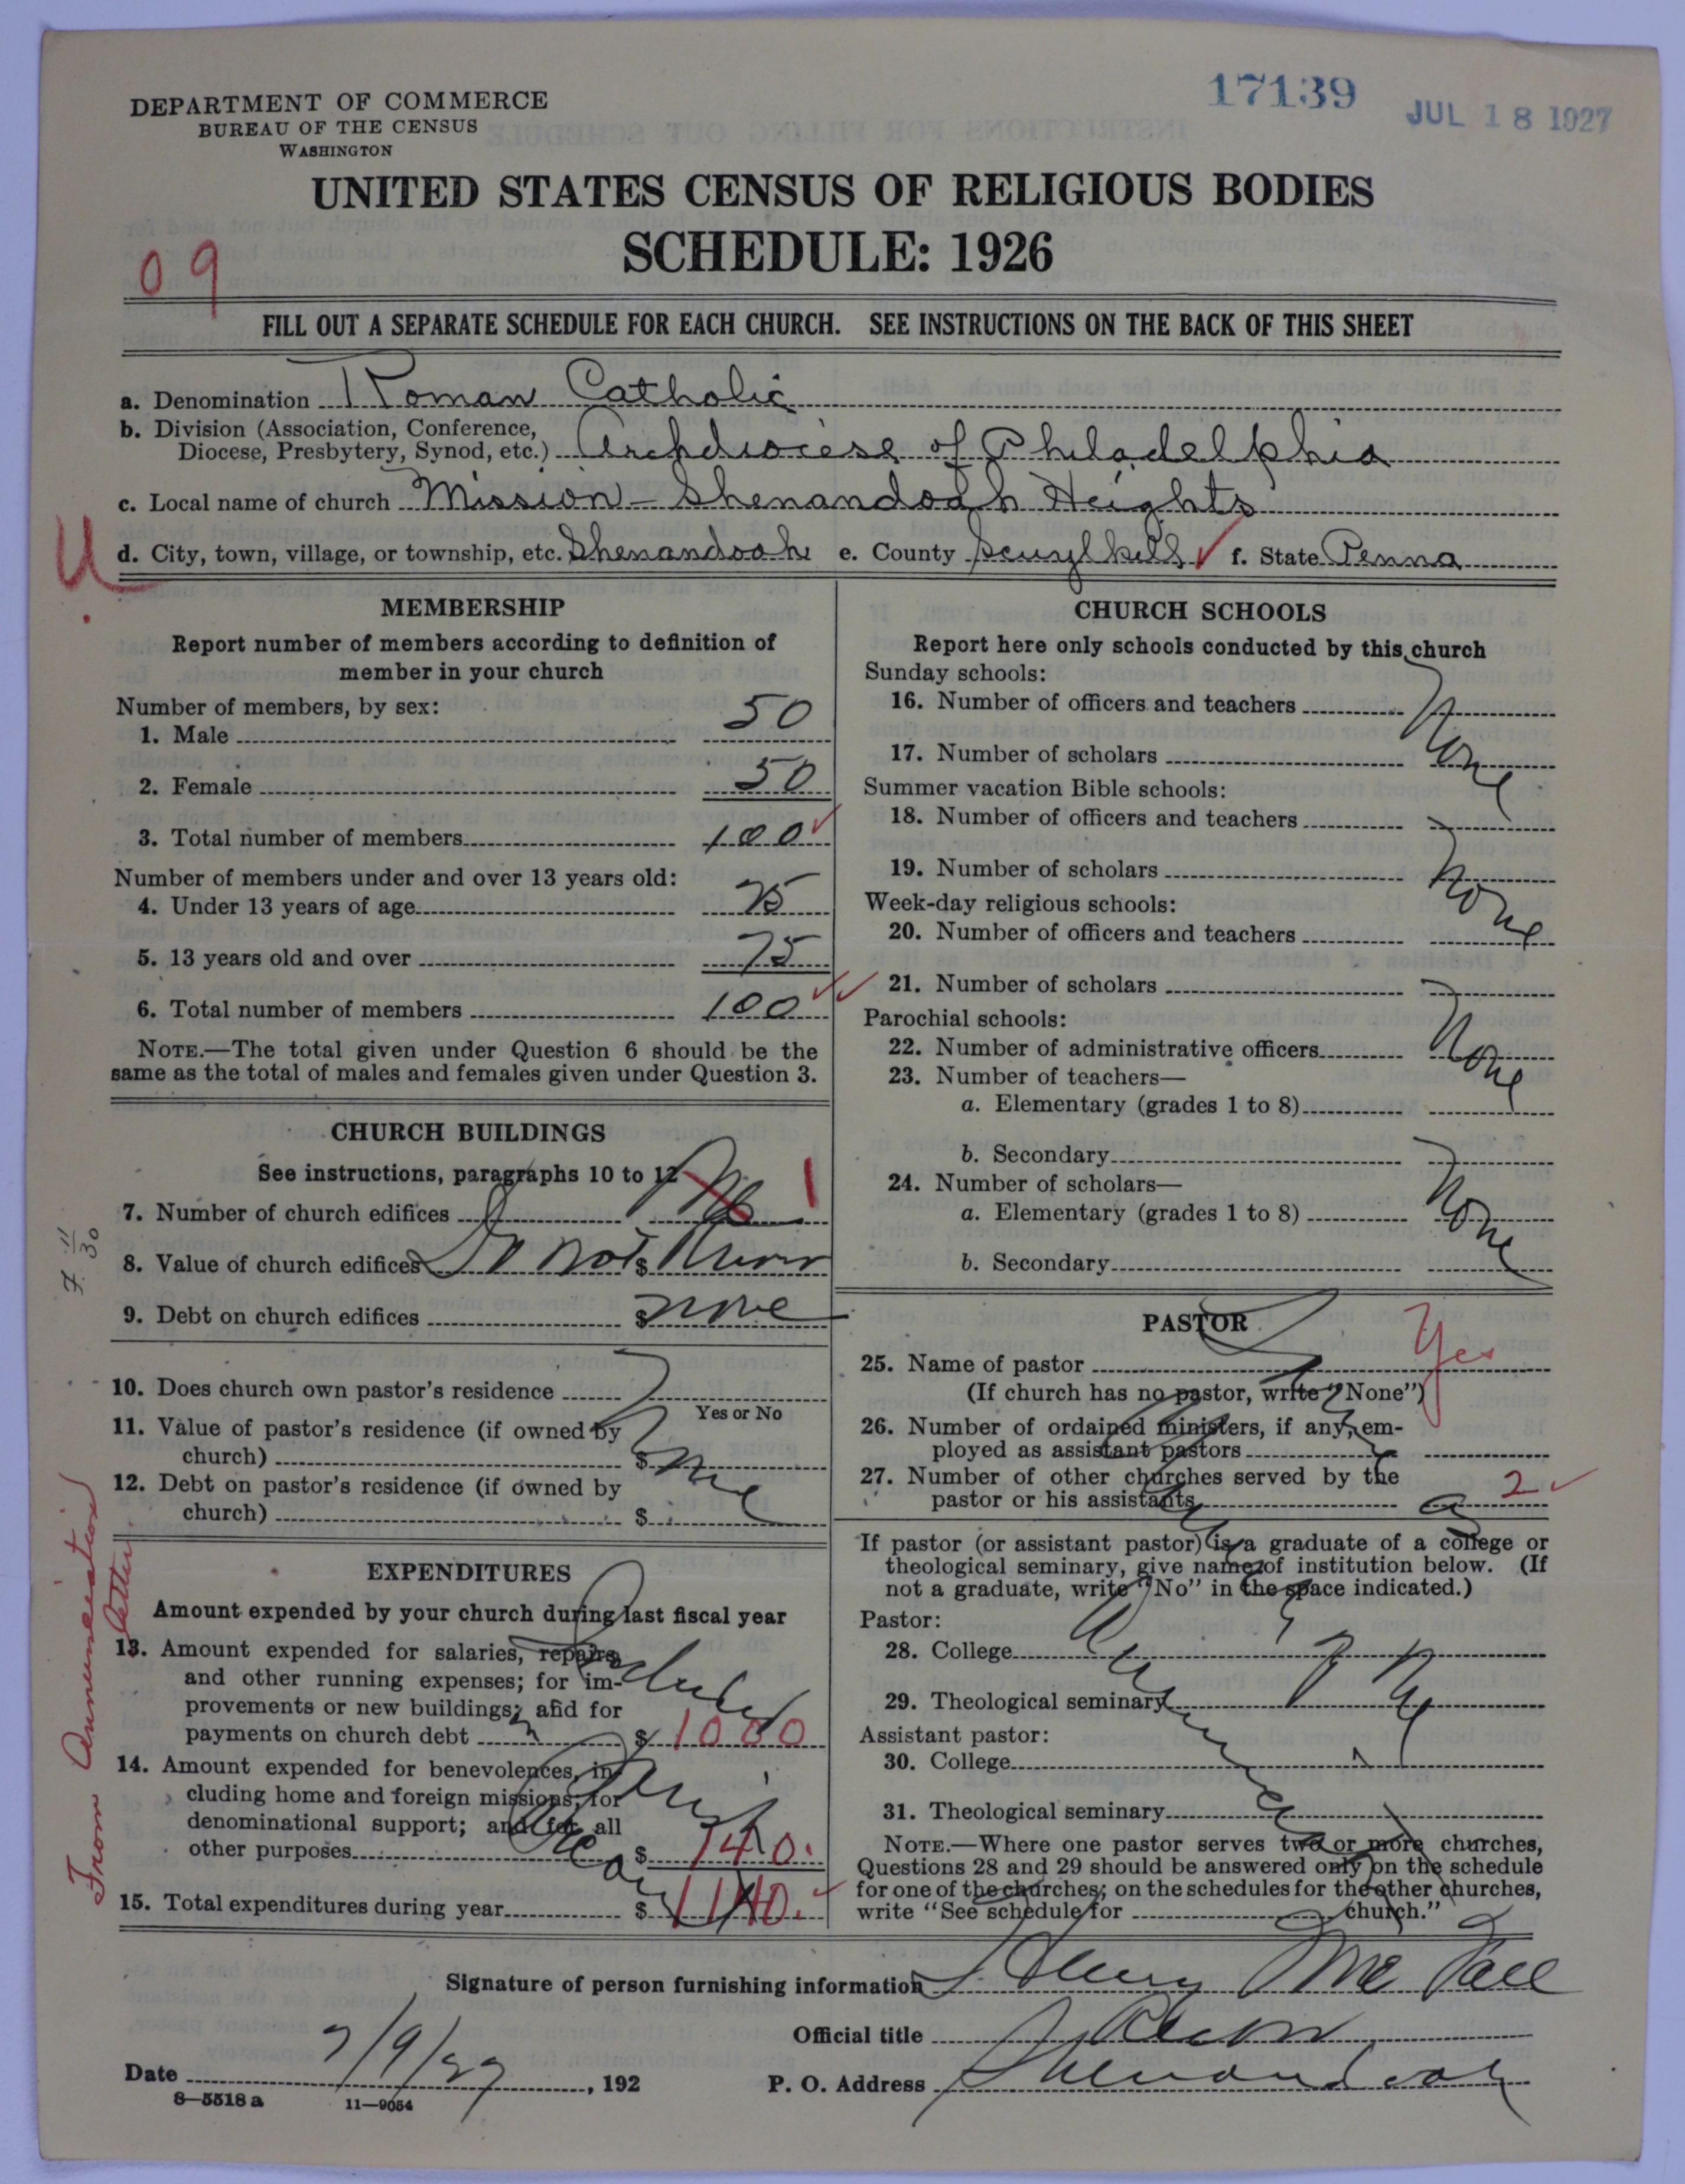 17139
JUL 18 1927
DEPARTMENT OF COMMERCE
BUREAU OF THE CENSUS
WASHINGTON
UNITED STATES CENSUS OF RELIGIOUS BODIES
SCHEDULE: 1926
09
FILL OUT A SEPARATE SCHEDULE FOR EACH CHURCH. SEE INSTRUCTIONS ON THE BACK OF THIS SHEET
a. Denomination Roman Catholic
b. Division (Association, Conference,
Diocese, Presbytery, Synod, etc.) Archdiocese of Philadelphia
c. Local name of church Mission - Shenandoah Heights
d. City, town, village, or township, etc. Shenandoah e. County Scuylkill f. State Penna
U
MEMBERSHIP
Report number of members according to definition of
member in your church
Number of members, by sex:
1. Male 50
2. Female 50
3. Total number of members 100
Number of members under and over 13 years old:
4. Under 13 years of age 25
5. 13 years old and over 75
6. Total number of members 100
NOTE.—The total given under Question 6 should be the
same as the total of males and females given under Question 3.
CHURCH BUILDINGS
See instructions, paragraphs 10 to 12
7. Number of church edifices 1
8. Value of church edifices Do not $ Know
9. Debt on church edifices $ none
10. Does church own pastor's residence
Yes or No
11. Value of pastor's residence (if owned by
church) $ None
12. Debt on pastor's residence (if owned by
church) $
EXPENDITURES
Amount expended by your church during last fiscal year
13. Amount expended for salaries, repairs,
and other running expenses; for im-
provements or new buildings; and for
payments on church debt $ 1000
14. Amount expended for benevolences, in-
cluding home and foreign missions; for
denominational support; and for all
other purposes $ 140.
15. Total expenditures during year $ 1140.
Included
in
Parish
From Annunciation
letter
11/30
CHURCH SCHOOLS
Report here only schools conducted by this church
Sunday schools:
16. Number of officers and teachers None
17. Number of scholars
Summer vacation Bible schools:
18. Number of officers and teachers None
19. Number of scholars
Week-day religious schools:
20. Number of officers and teachers
21. Number of scholars None
Parochial schools:
22. Number of administrative officers
23. Number of teachers—
a. Elementary (grades 1 to 8)
b. Secondary None
24. Number of scholars—
a. Elementary (grades 1 to 8)
b. Secondary
PASTOR
25. Name of pastor Yes
(If church has no pastor, write "None")
26. Number of ordained ministers, if any, em-
ployed as assistant pastors
27. Number of other churches served by the
pastor or his assistants 2
If pastor (or assistant pastor) is a graduate of a college or
theological seminary, give name of institution below. (If
not a graduate, write "No" in the space indicated.)
Pastor:
28. College
29. Theological seminary
Assistant pastor:
30. College
31. Theological seminary
NOTE.—Where one pastor serves two or more churches,
Questions 28 and 29 should be answered only on the schedule
for one of the churches; on the schedules for the other churches,
write "See schedule for church."
Signature of person furnishing information
Official title
Date 7/9/27, 192
P. O. Address Shenandoah
8—5518 a
11—9054